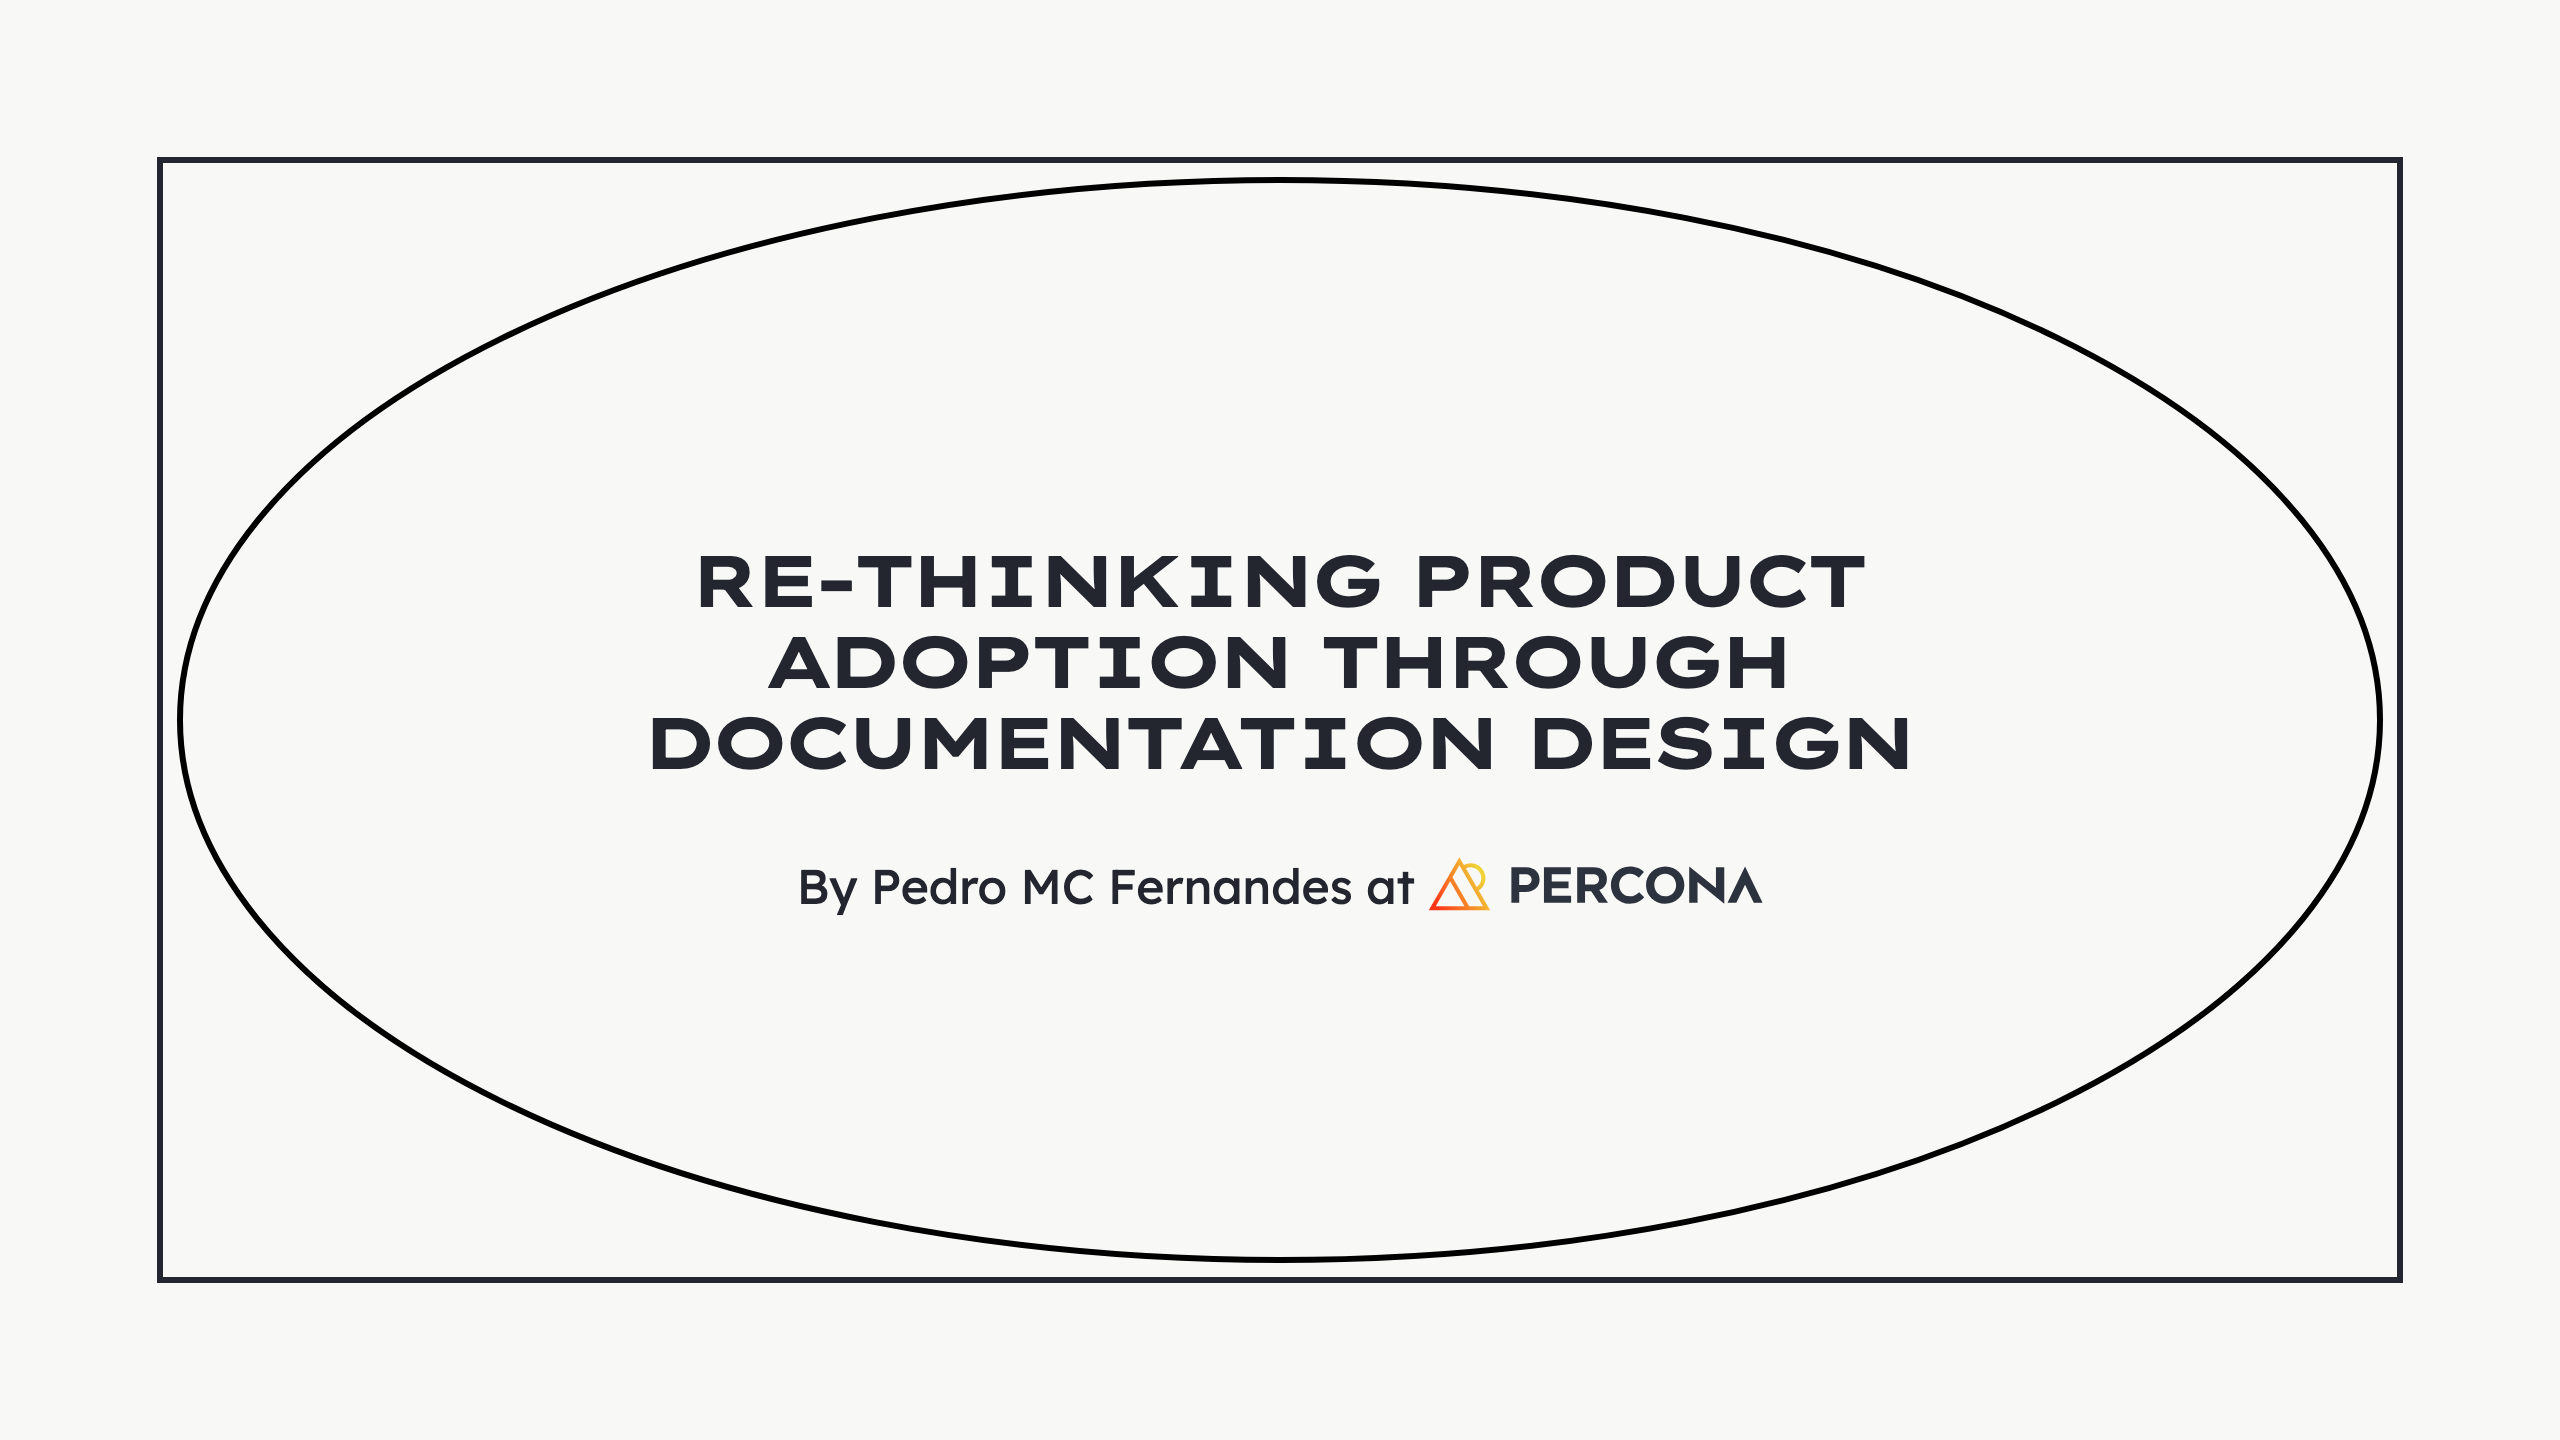 RE-THINKING PRODUCT
ADOPTION THROUGH
DOCUMENTATION DESIGN
By Pedro MC Fernandes at PERCONA